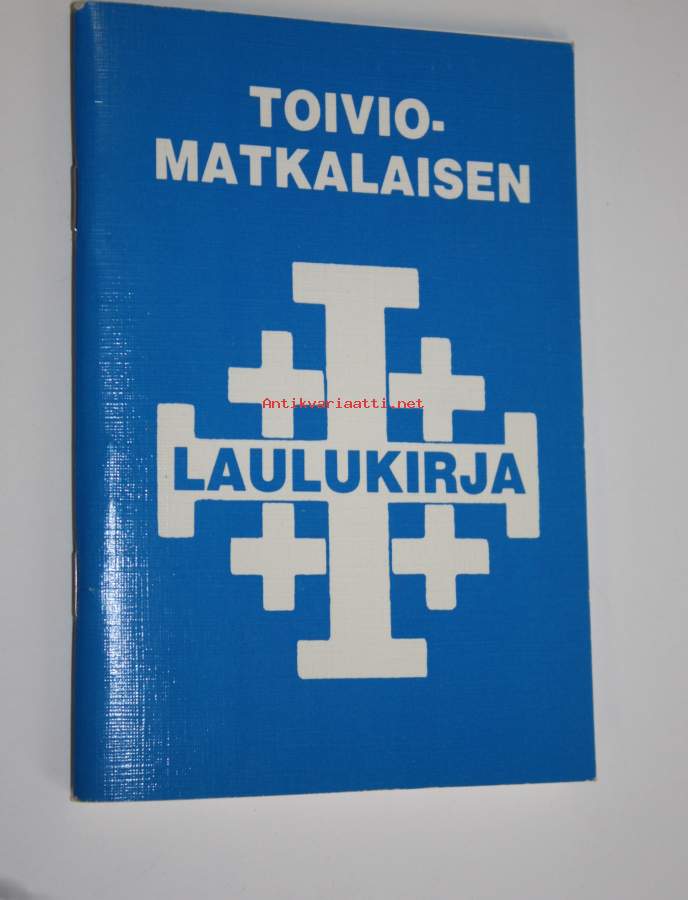 TOIVIO-
MATKALAISEN
Antikvariaatti.net
LAULUKIRJA